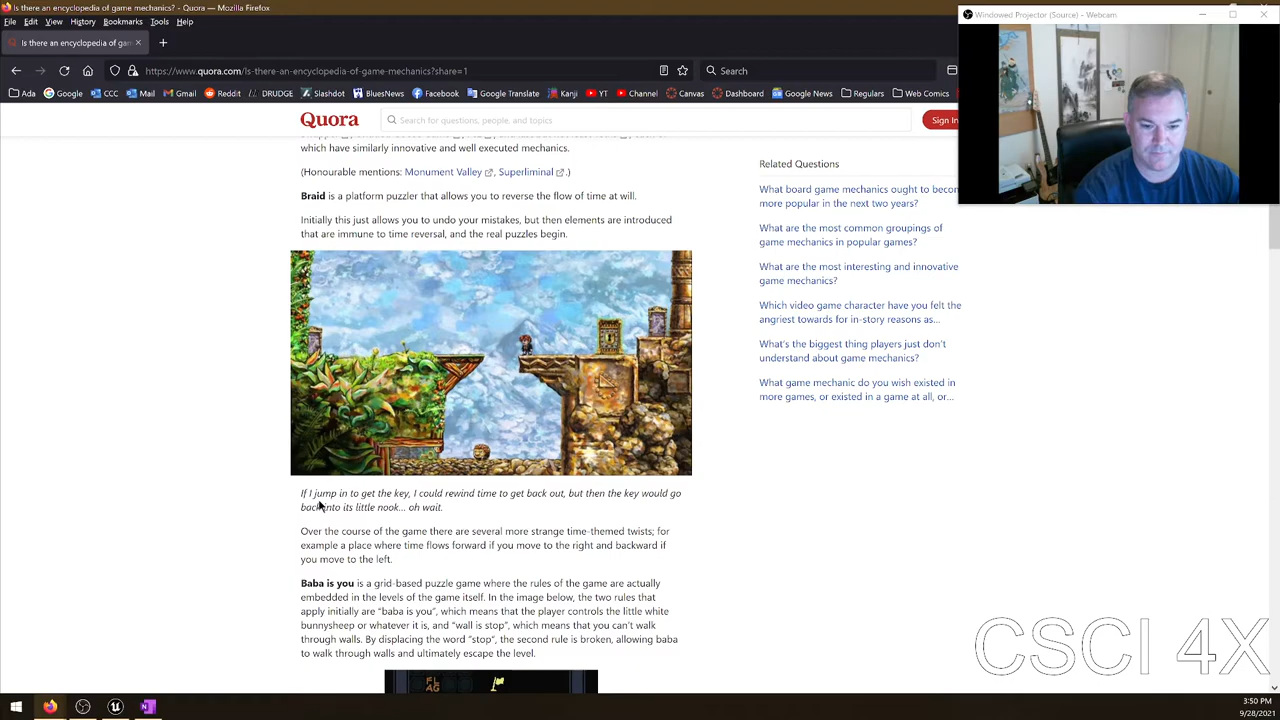 Is there an encyclopedia of game mechanics? - Quora — Mozilla Firefox
File Edit View History Bookmarks Tools Help
Windowed Projector (Source) - Webcam
Is there an encyclopedia of ga
https://www.quora.com/Is-there-an-encyclopedia-of-game-mechanics?share=1
Search
Ada Google CCC Mail Gmail Reddit DRUDGE Slashdot BluesNews Facebook Google Translate Kanji YT Channel Canvas Dashboard Google News Regulars Web Comics
Quora
Search for questions, people, and topics
Sign In
which have similarly innovative and well executed mechanics.
(Honourable mentions: Monument Valley, Superliminal.)
Braid is a platform puzzler that allows you to reverse the flow of time at will.
Initially this just allows you to undo your mistakes, but then elements are introduced
that are immune to time reversal, and the real puzzles begin.
If I jump in to get the key, I could rewind time to get back out, but then the key would go
back into its little nook... oh wait.
Over the course of the game there are several more strange time-themed twists; for
example a place where time flows forward if you move to the right and backward if
you move to the left.
Baba is you is a grid-based puzzle game where the rules of the game are actually
embedded in the levels of the game itself. In the image below, the two rules that
apply initially are "baba is you", which means that the player controls the little white
bunnysheep or whatever it is, and "wall is stop", which means that you can't walk
through walls. By displacing the word "stop", the second rule is broken, allowing baba
to walk through walls and ultimately escape the level.
FL
AG
Related Questions
What board game mechanics ought to becom
more popular in the next two years?
What are the most common groupings of
game mechanics in popular games?
What are the most interesting and innovative
game mechanics?
Which video game character have you felt the
angriest towards for in-story reasons as...
What's the biggest thing players just don't
understand about game mechanics?
What game mechanic do you wish existed in
more games, or existed in a game at all, or...
CSCI 4X
3:50 PM
9/28/2021